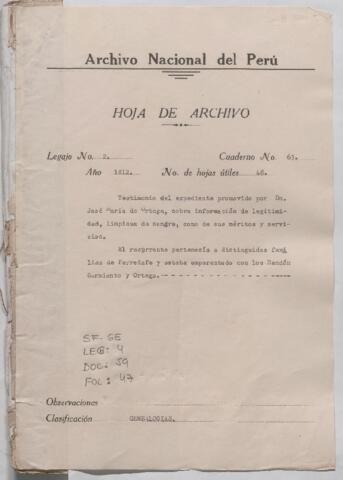 Archivo Nacional del Perú
HOJA DE ARCHIVO
Legajo No. 2. Cuaderno No. 63.
Año 1812. No. de hojas útiles 46.
Testimonio del expediente promovido por Dn.
José María de Ortega, sobre información de legitimi-
dad, limpieza de sangre, como de sus méritos y servi-
cios.
El recurrente pertenecía a distinguidas fami
lias de Ferreñafe y estaba emparentado con los Rendón
Sarmiento y Ortega.
SF-SE
LEG: 4
DOC: 59
FOL: 47
Observaciones
Clasificación GENEALOGIAS.